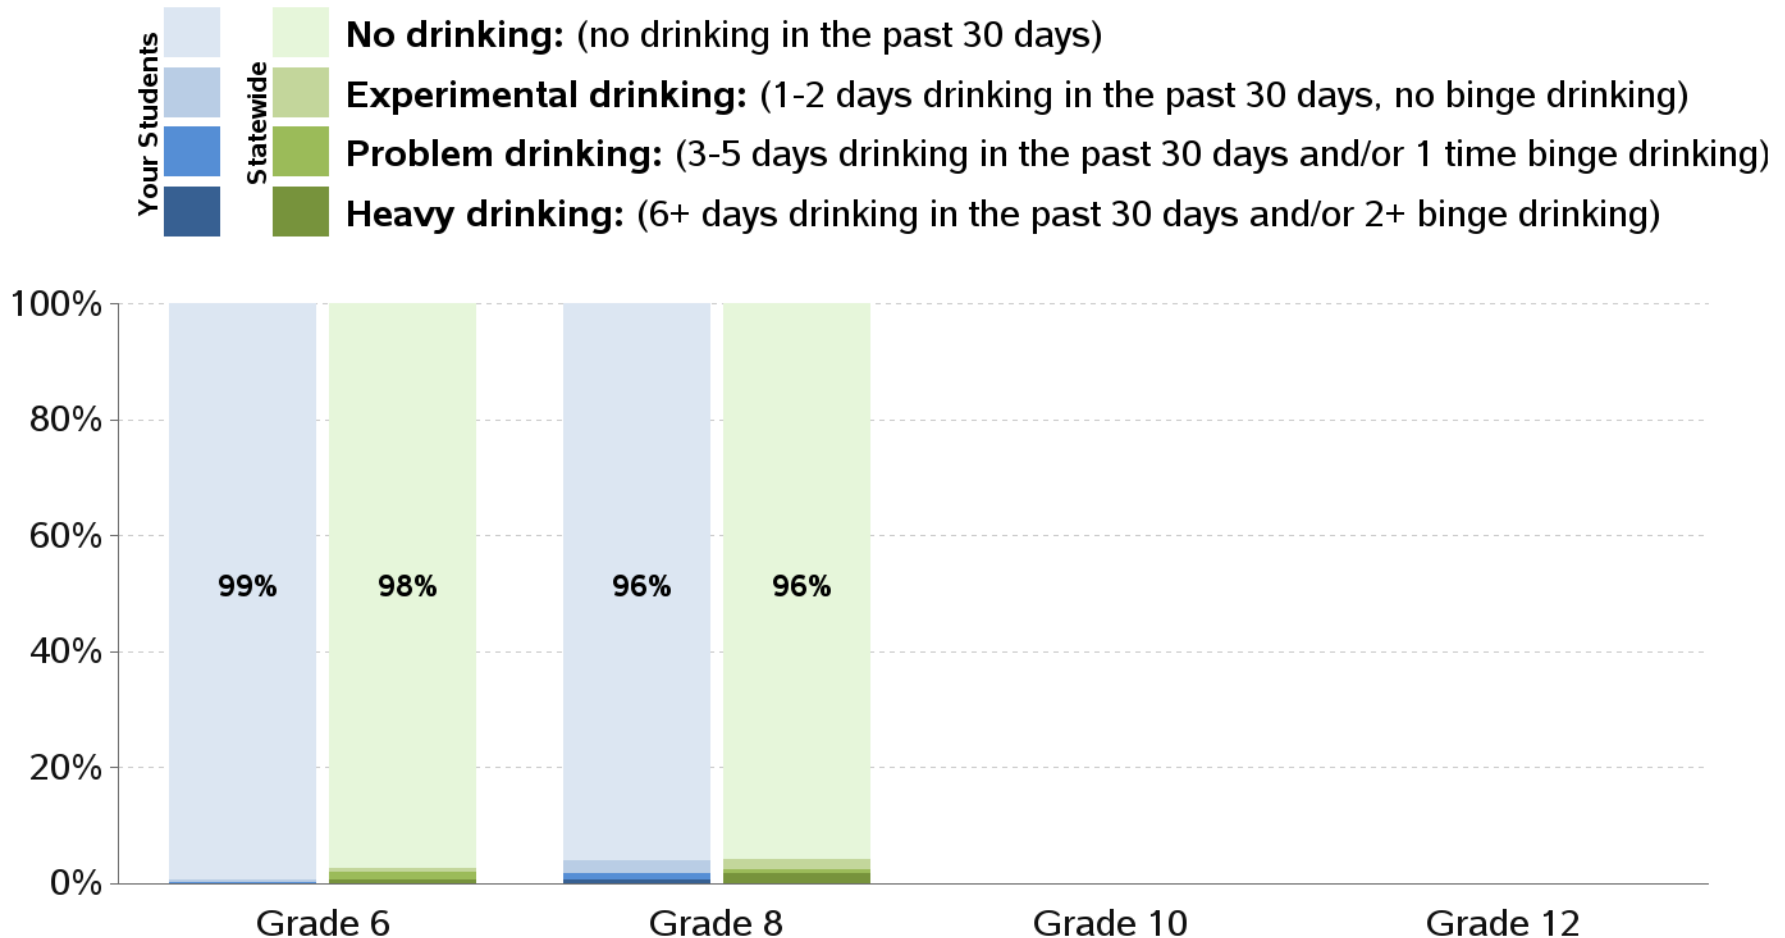 Your Students
Statewide
No drinking: (no drinking in the past 30 days)
Experimental drinking: (1-2 days drinking in the past 30 days, no binge drinking)
Problem drinking: (3-5 days drinking in the past 30 days and/or 1 time binge drinking)
Heavy drinking: (6+ days drinking in the past 30 days and/or 2+ binge drinking)
100%
80%
60%
99% 98% 96% 96%
40%
20%
0%
Grade 6 Grade 8 Grade 10 Grade 12